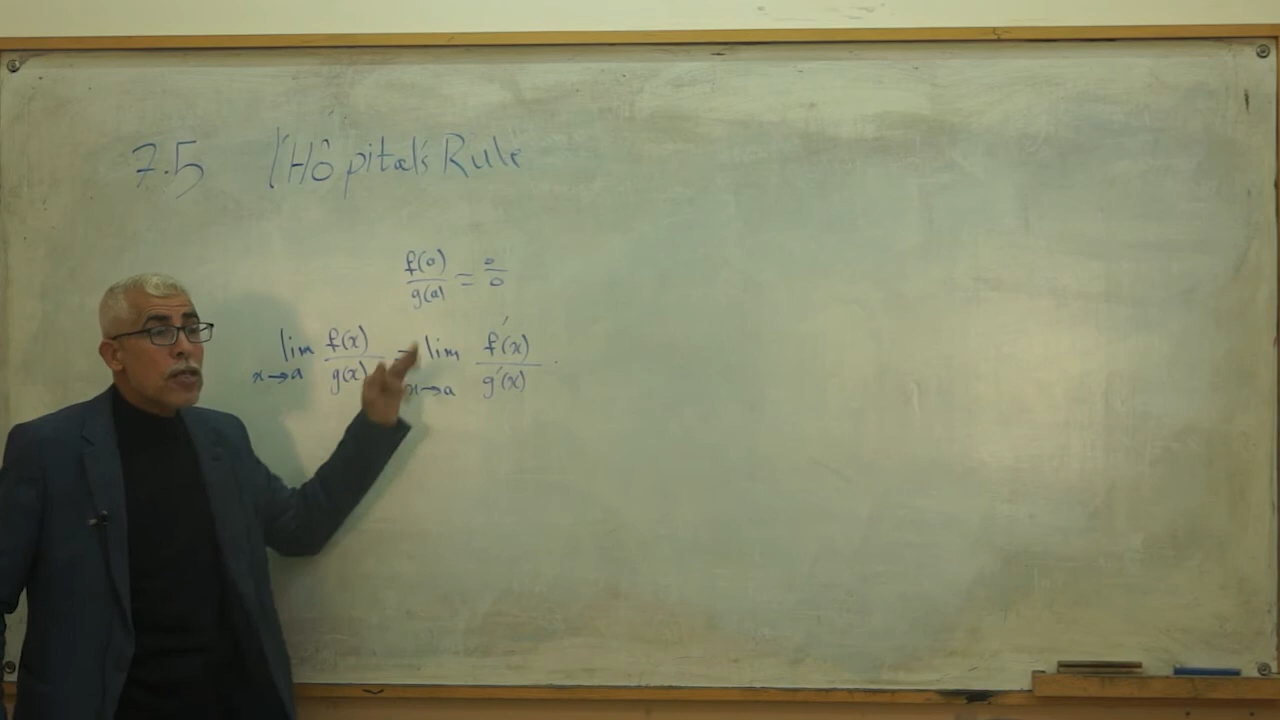 7.5 l'Hôpital's Rule
f(a)/g(a) = 0/0
lim x→a f(x)/g(x) = lim x→a f'(x)/g'(x)